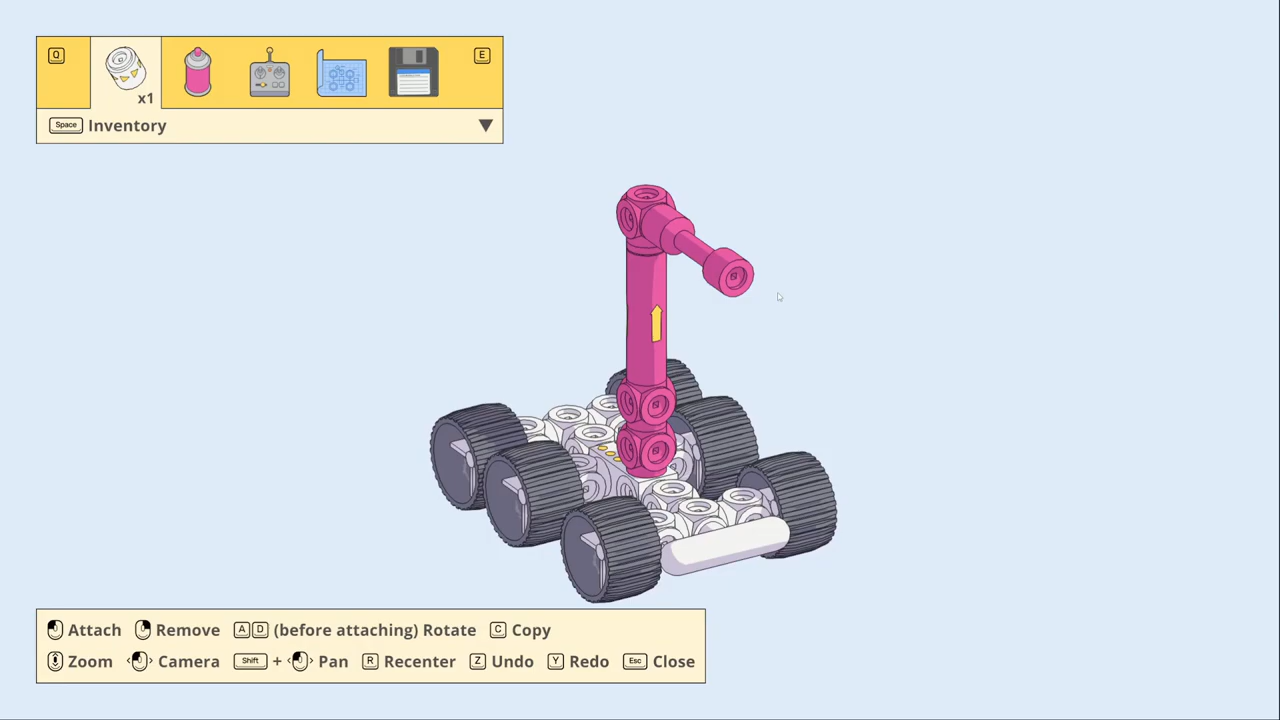 Q
E
x1
Space Inventory
Attach Remove A D (before attaching) Rotate C Copy
Zoom Camera Shift + Pan R Recenter Z Undo Y Redo Esc Close